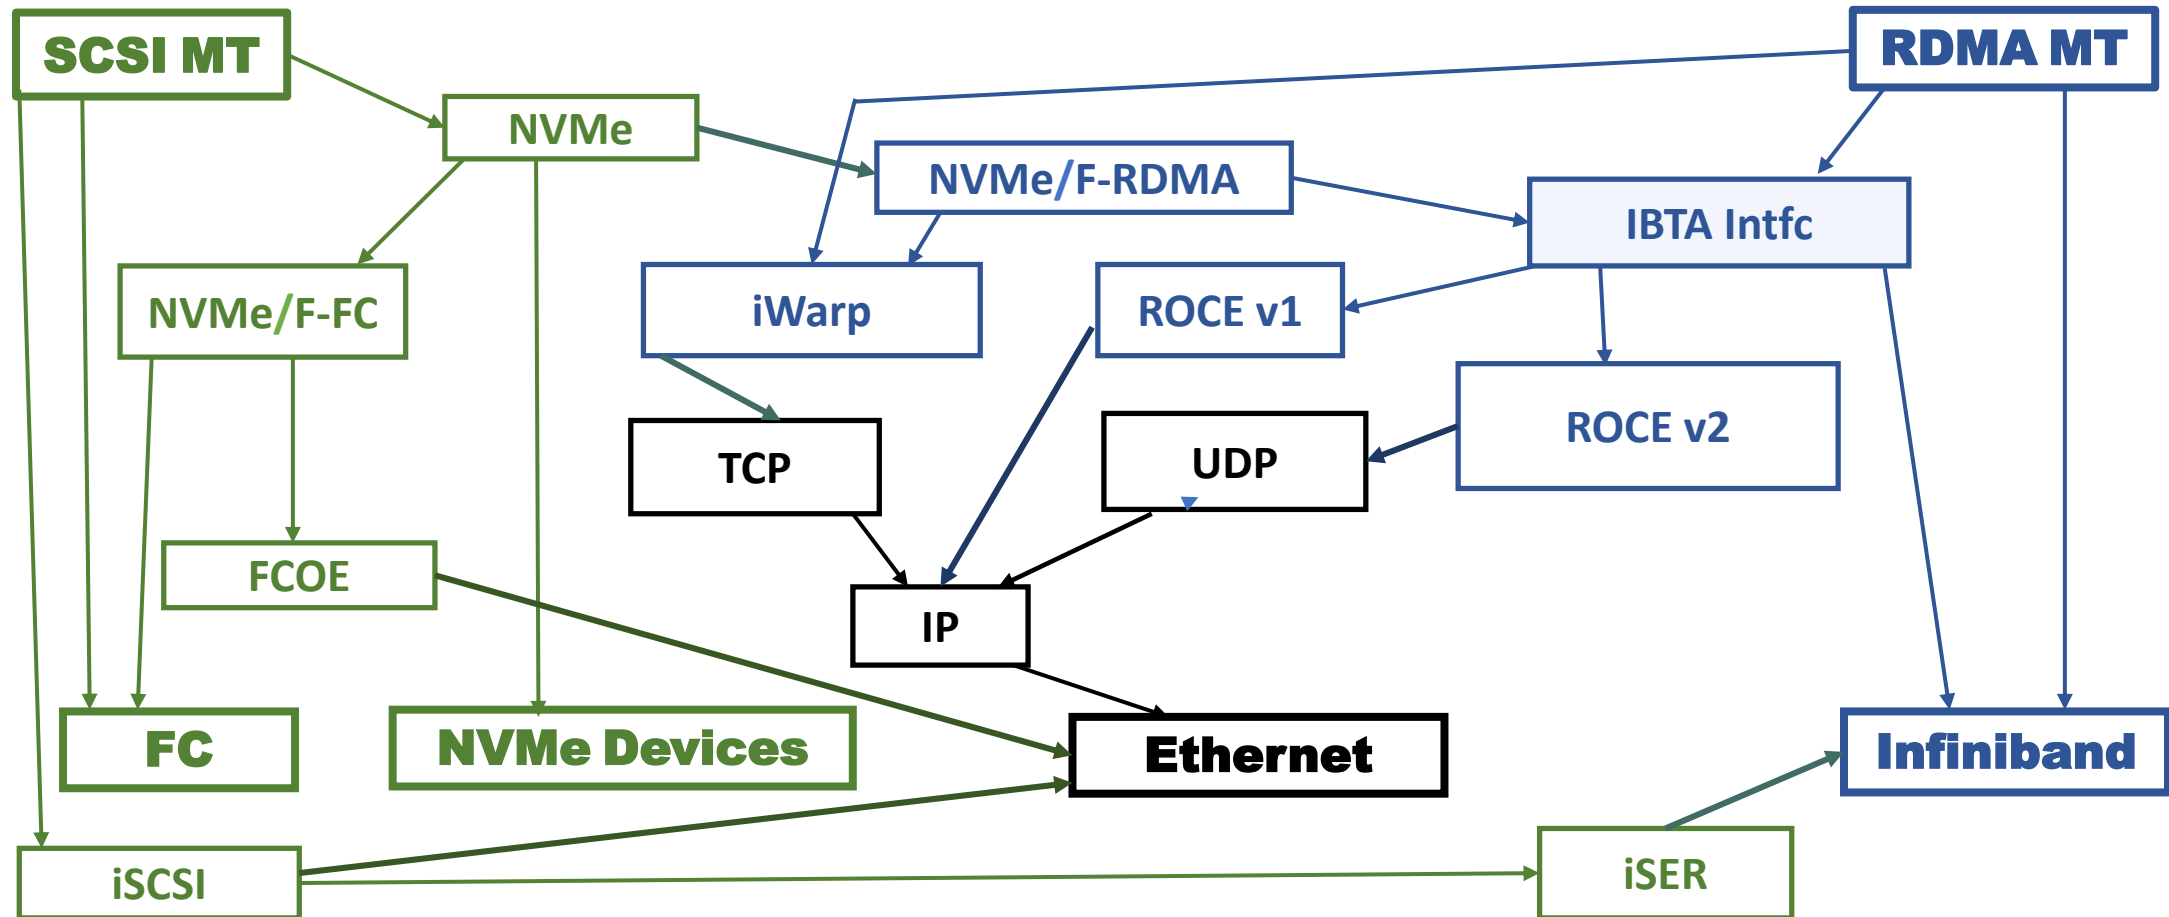 SCSI MT
RDMA MT
NVMe
NVMe/F-RDMA
IBTA Intfc
NVMe/F-FC
iWarp
ROCE v1
ROCE v2
TCP
UDP
FCOE
IP
FC
NVMe Devices
Ethernet
Infiniband
iSCSI
iSER